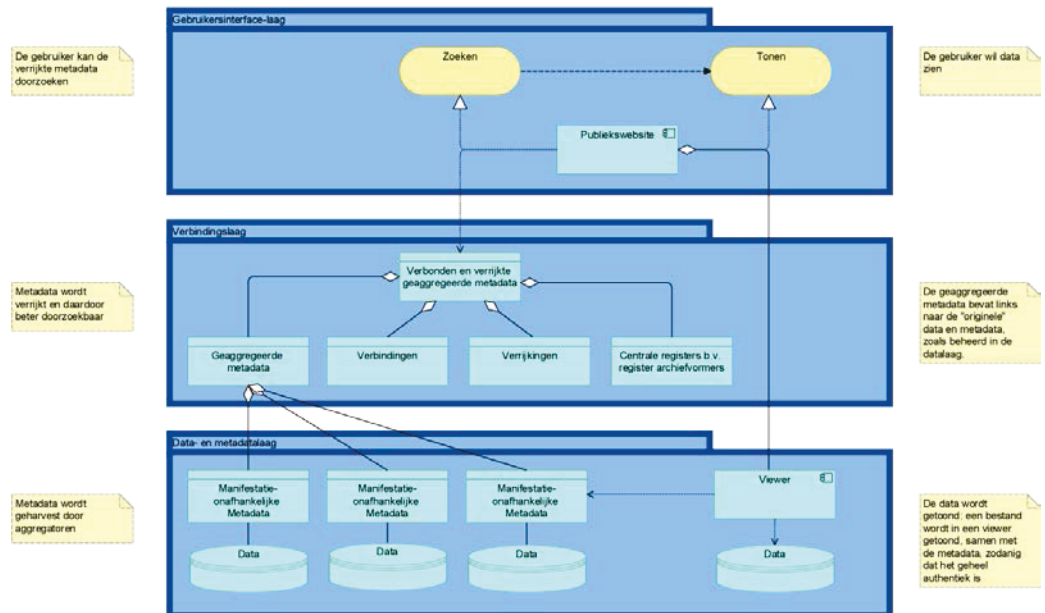 Gebruikersinterface-laag
De gebruiker kan de
verrijkte metadata
doorzoeken
Zoeken
Tonen
De gebruiker wil data
zien
Publiekswebsite
Verbindingslaag
Metadata wordt
verrijkt en daardoor
beter doorzoekbaar
Verbonden en verrijkte
geaggregeerde metadata
De geaggregeerde
metadata bevat links
naar de "originele"
data en metadata,
zoals beheerd in de
datalaag.
Geaggregeerde
metadata
Verbindingen
Verrijkingen
Centrale registers b.v.
register archiefvormers
Data- en metadatalaag
Metadata wordt
geharvest door
aggregatoren
Manifestatie-
onafhankelijke
Metadata
Manifestatie-
onafhankelijke
Metadata
Manifestatie-
onafhankelijke
Metadata
Viewer
De data wordt
getoond, een bestand
wordt in een viewer
getoond, samen met
de metadata, zodanig
dat het geheel
authentiek is
Data
Data
Data
Data